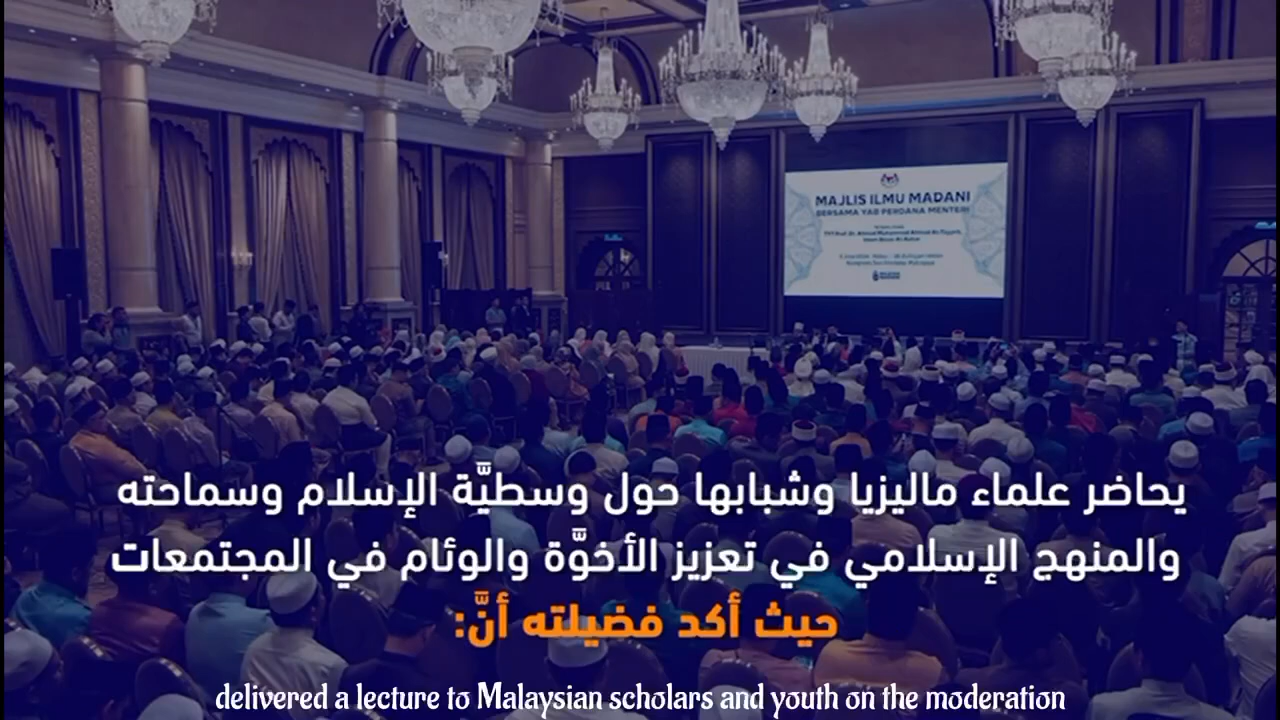 MAJLIS ILMU MADANI
BERSAMA YAB PERDANA MENTERI
يحاضر علماء ماليزيا وشبابها حول وسطيَّة الإسلام وسماحته
والمنهج الإسلامي في تعزيز الأخوَّة والوئام في المجتمعات
حيث أكد فضيلته أنَّ:
delivered a lecture to Malaysian scholars and youth on the moderation